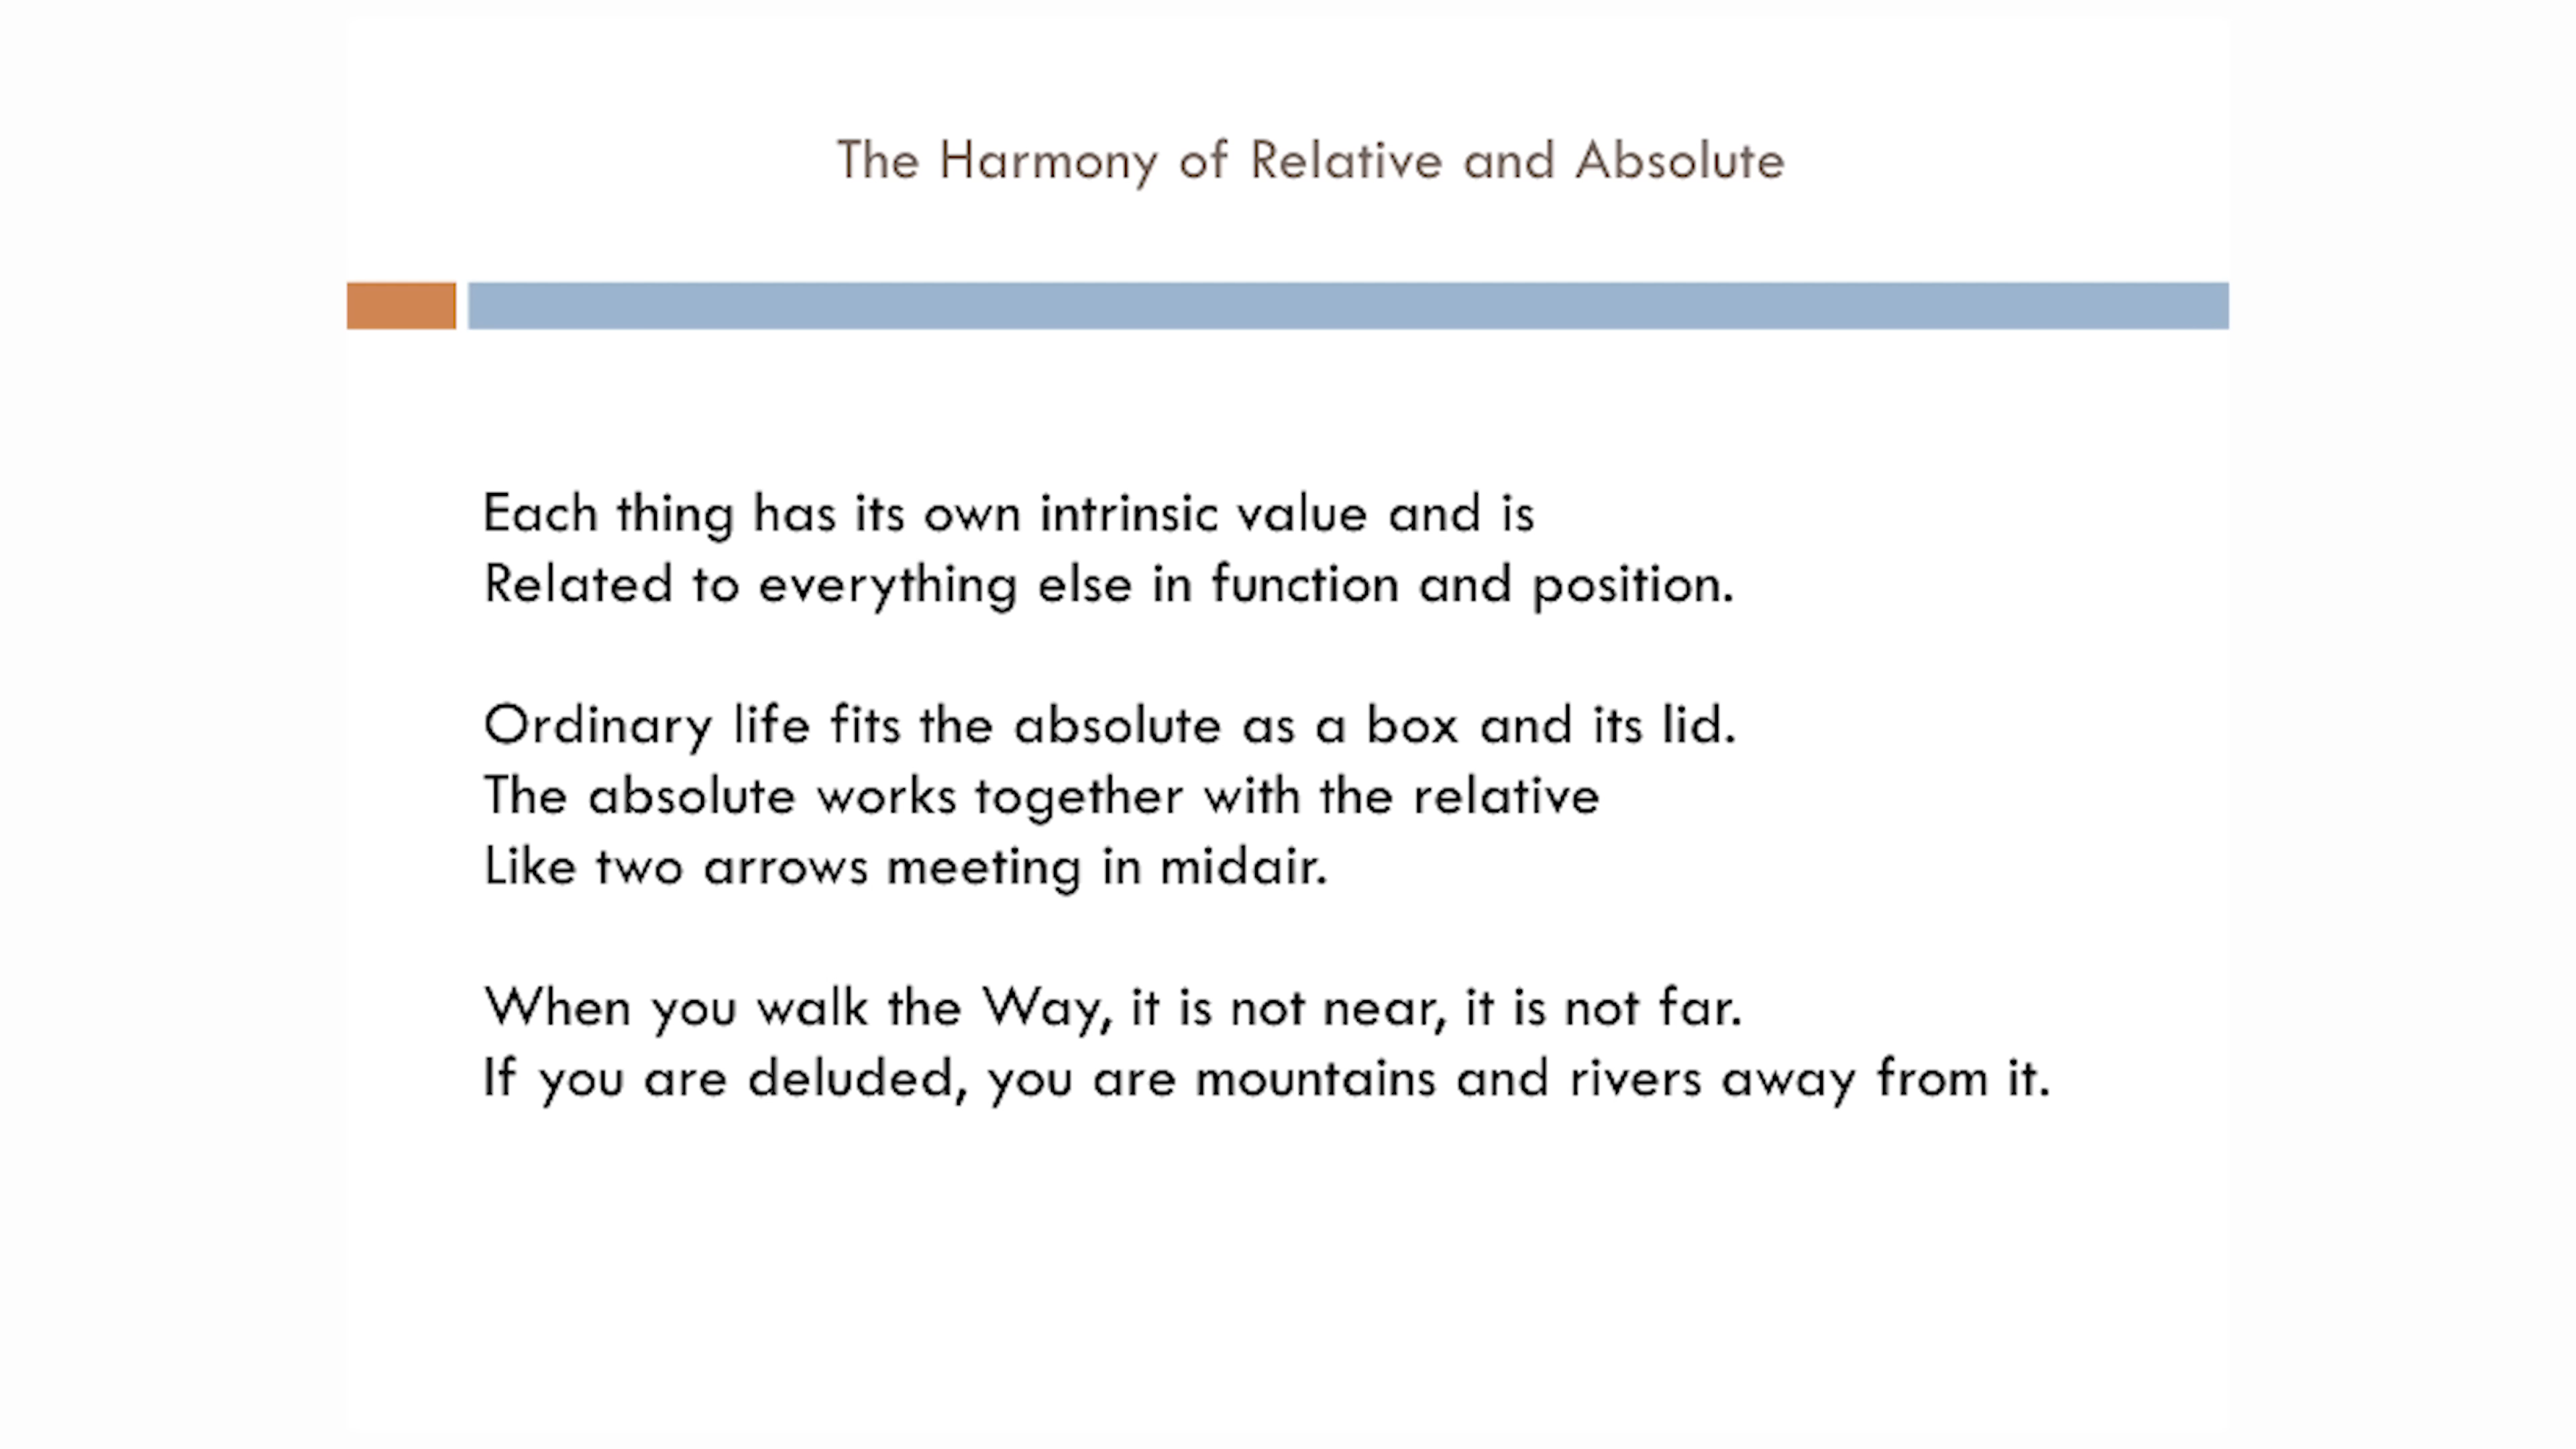 The Harmony of Relative and Absolute
Each thing has its own intrinsic value and is
Related to everything else in function and position.
Ordinary life fits the absolute as a box and its lid.
The absolute works together with the relative
Like two arrows meeting in midair.
When you walk the Way, it is not near, it is not far.
If you are deluded, you are mountains and rivers away from it.